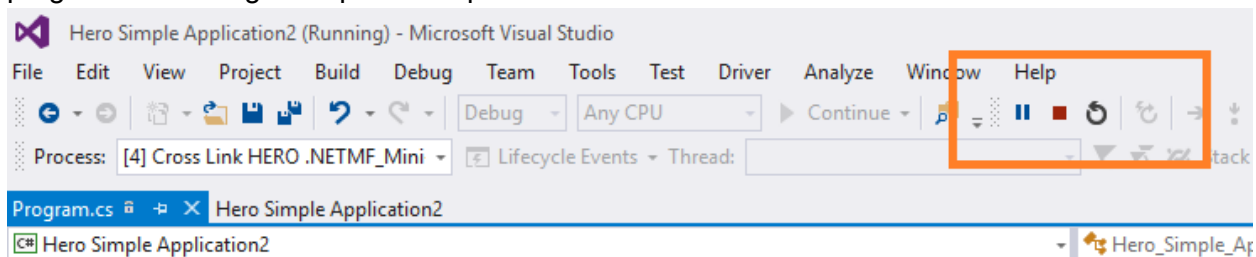 Hero Simple Application2 (Running) - Microsoft Visual Studio
File Edit View Project Build Debug Team Tools Test Driver Analyze Window Help
Debug Any CPU Continue
Process: [4] Cross Link HERO .NETMF_Mini Lifecycle Events Thread: Stack
Program.cs Hero Simple Application2
C# Hero Simple Application2 Hero_Simple_Ap